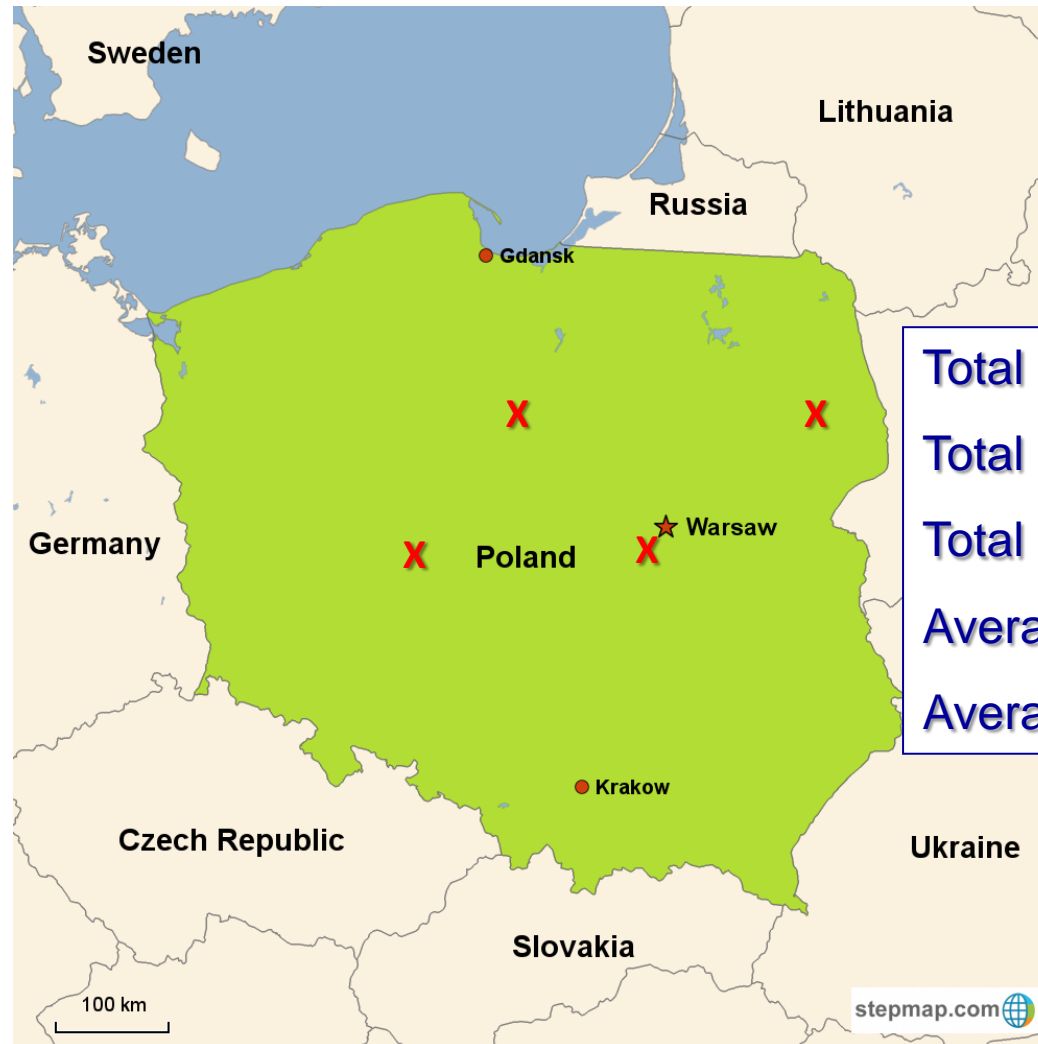 Sweden
Lithuania
Russia
Gdansk
Total
Total
X X
Warsaw
Total
Germany
X Poland X
Krakow
Czech Republic
Ukraine
Slovakia
100 km
stepmap.com